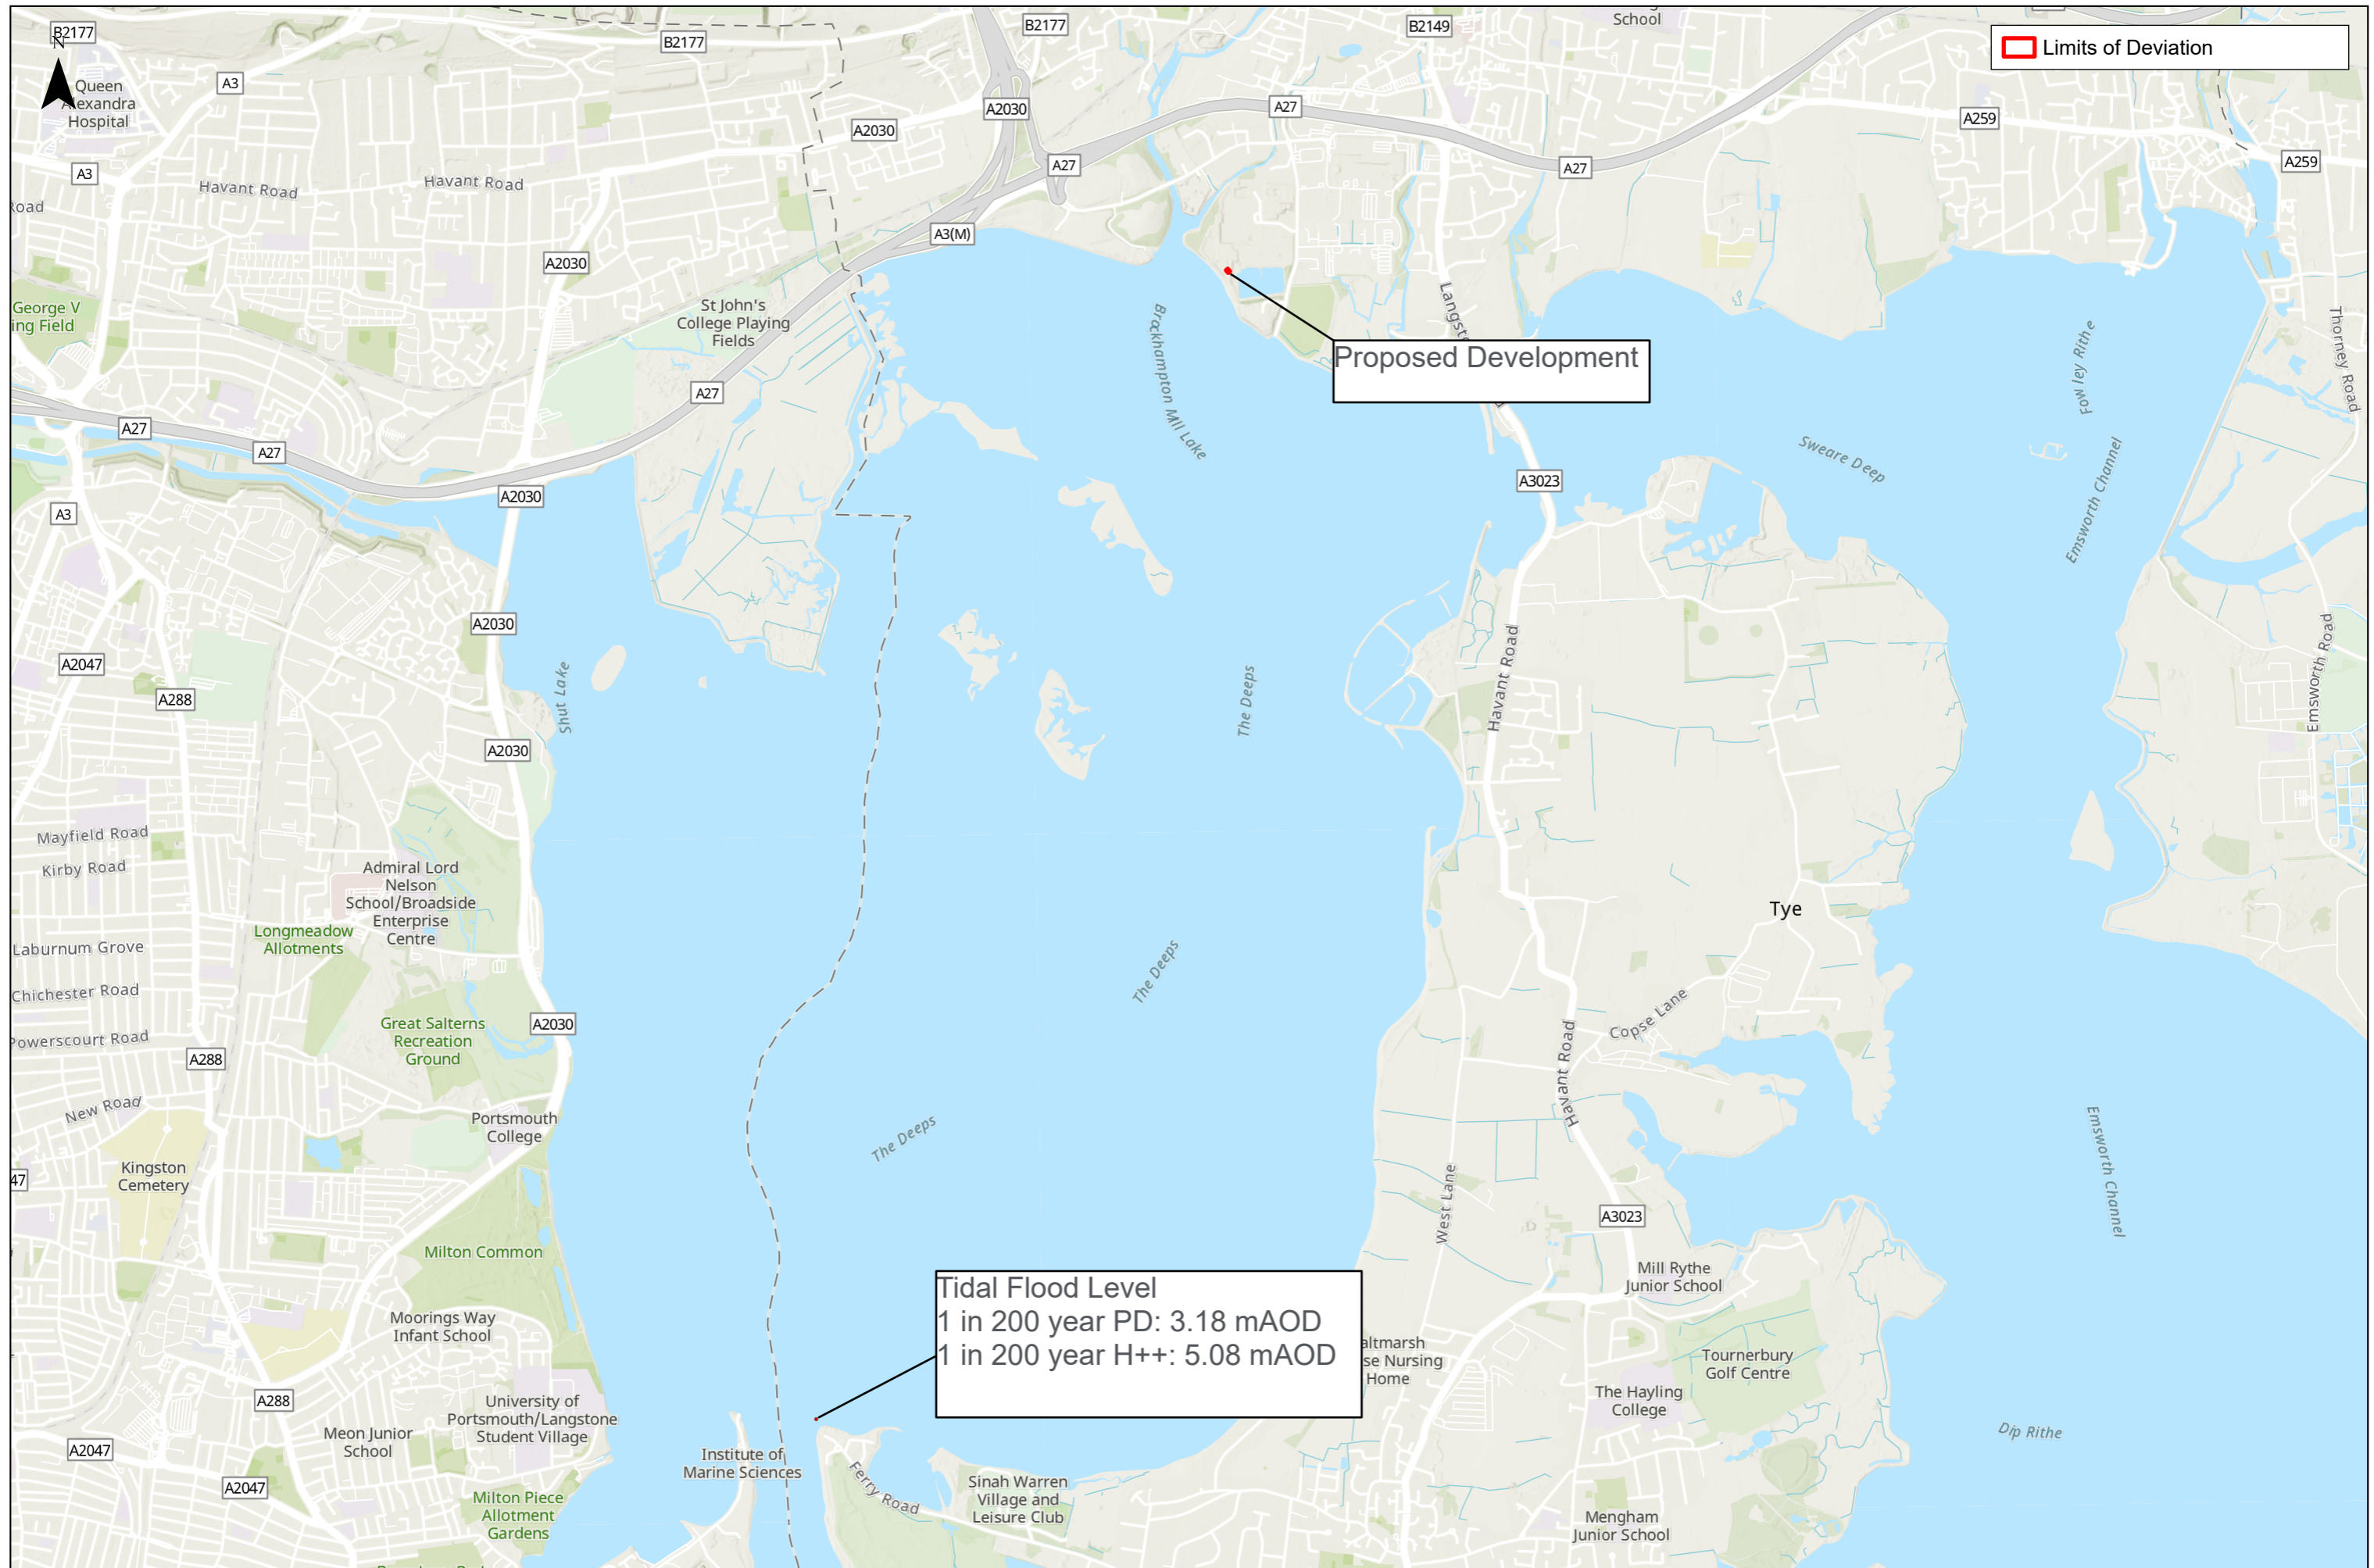 B2177
N
B2177
B2177
B2149
School
Limits of Deviation
A3
Queen
Alexandra
Hospital
A2030
A2030
A27
A259
A3
A27
A27
A259
Havant Road
Havant Road
Road
A3(M)
A2030
George V
ing Field
St John's
College Playing
Fields
Brockhampton Mill Lake
Proposed Development
Fowley Rithe
Thorney Road
A27
A27
A27
A2030
A3
A3023
Sweare Deep
Emsworth Channel
A2030
A2047
A288
Shut Lake
The Deeps
Havant Road
Emsworth Road
A2030
Mayfield Road
Kirby Road
Admiral Lord
Nelson
School/Broadside
Enterprise
Centre
Longmeadow
Allotments
Laburnum Grove
Tye
The Deeps
Chichester Road
Great Salterns
Recreation
Ground
A2030
Copse Lane
Powerscourt Road
A288
Havant Road
New Road
Portsmouth
College
The Deeps
Emsworth Channel
Kingston
Cemetery
47
West Lane
A3023
Milton Common
Tidal Flood Level
1 in 200 year PD: 3.18 mAOD
1 in 200 year H++: 5.08 mAOD
Mill Rythe
Junior School
Moorings Way
Infant School
altmarsh
se Nursing
Home
Tournerbury
Golf Centre
A288
University of
Portsmouth/Langstone
Student Village
The Hayling
College
Meon Junior
School
A2047
Dip Rithe
Institute of
Marine Sciences
Ferry Road
Sinah Warren
Village and
Leisure Club
A2047
Milton Piece
Allotment
Gardens
Mengham
Junior School